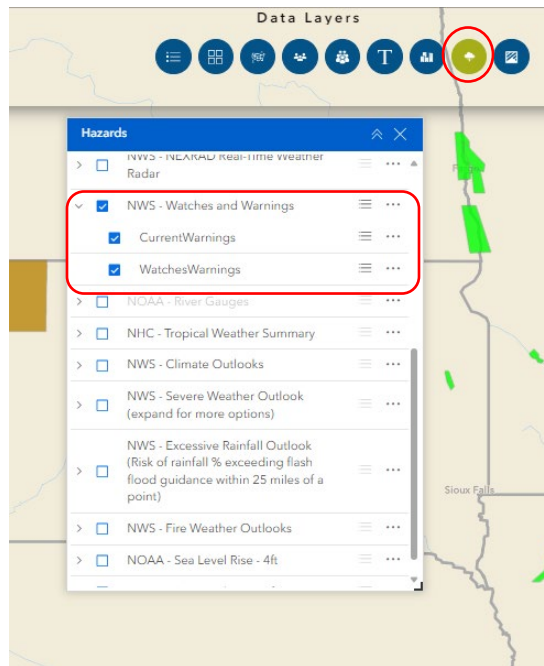 Data Layers
T
Hazards
NWS - NEXRAD Real-Time Weather
Radar
NWS - Watches and Warnings
CurrentWarnings
WatchesWarnings
NOAA - River Gauges
NHC - Tropical Weather Summary
NWS - Climate Outlooks
NWS - Severe Weather Outlook
(expand for more options)
NWS - Excessive Rainfall Outlook
(Risk of rainfall % exceeding flash
flood guidance within 25 miles of a
point)
NWS - Fire Weather Outlooks
NOAA - Sea Level Rise - 4ft
Sioux Falls